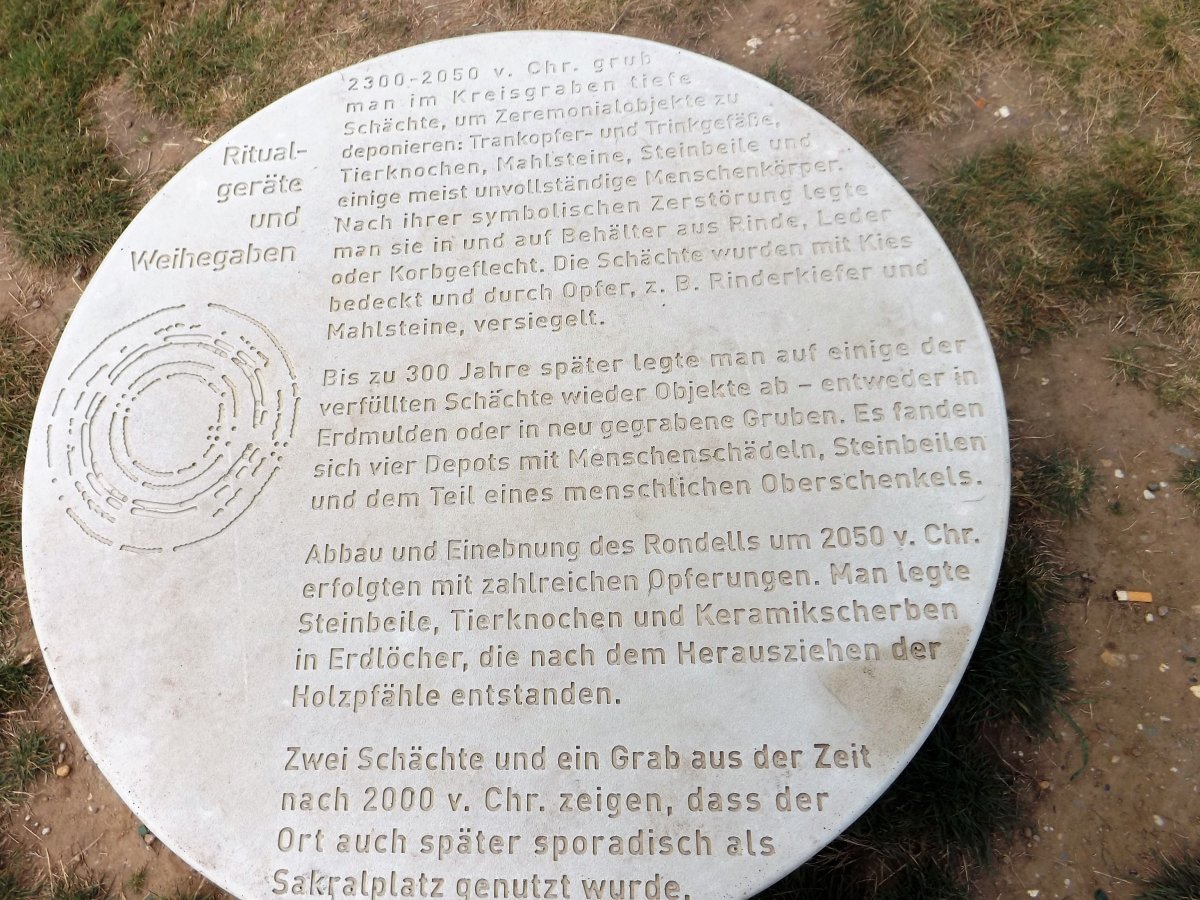 Ritual-
geräte
und
Weihegaben
2300-2050 v. Chr. grub
man im Kreisgraben tiefe
Schächte, um Zeremonialobjekte zu
deponieren: Trankopfer- und Trinkgefäße,
Tierknochen, Mahlsteine, Steinbeile und
einige meist unvollständige Menschenkörper.
Nach ihrer symbolischen Zerstörung legte
man sie in und auf Behälter aus Rinde, Leder
oder Korbgeflecht. Die Schächte wurden mit Kies
bedeckt und durch Opfer, z. B. Rinderkiefer und
Mahlsteine, versiegelt.
Bis zu 300 Jahre später legte man auf einige der
verfüllten Schächte wieder Objekte ab – entweder in
Erdmulden oder in neu gegrabene Gruben. Es fanden
sich vier Depots mit Menschenschädeln, Steinbeilen
und dem Teil eines menschlichen Oberschenkels.
Abbau und Einebnung des Rondells um 2050 v. Chr.
erfolgten mit zahlreichen Opferungen. Man legte
Steinbeile, Tierknochen und Keramikscherben
in Erdlöcher, die nach dem Herausziehen der
Holzpfähle entstanden.
Zwei Schächte und ein Grab aus der Zeit
nach 2000 v. Chr. zeigen, dass der
Ort auch später sporadisch als
Sakralplatz genutzt wurde.